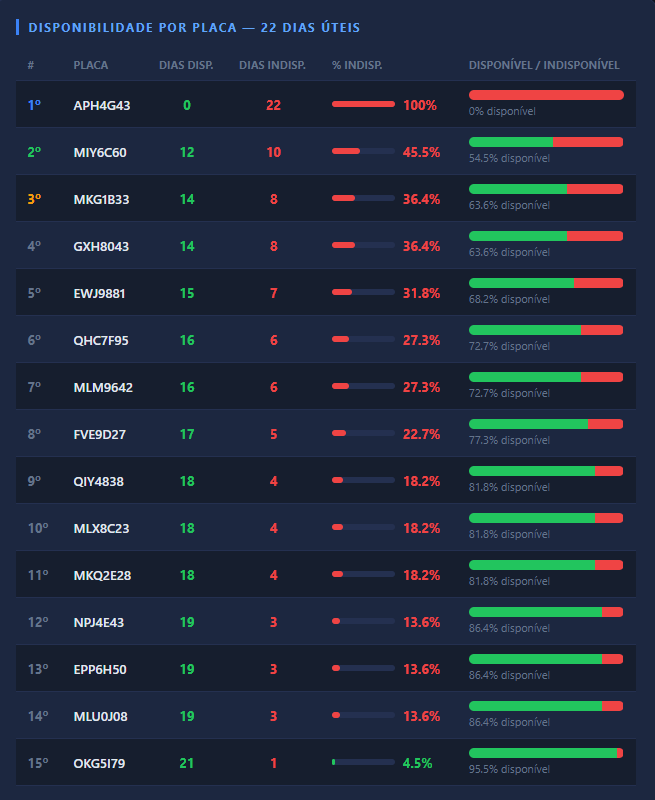 DISPONIBILIDADE POR PLACA — 22 DIAS ÚTEIS
# PLACA DIAS DISP. DIAS INDISP. % INDISP. DISPONÍVEL / INDISPONÍVEL
1º APH4G43 0 22 100%
0% disponível
2º MIY6C60 12 10 45.5%
54.5% disponível
3º MKG1B33 14 8 36.4%
63.6% disponível
4º GXH8043 14 8 36.4%
63.6% disponível
5º EWJ9881 15 7 31.8%
68.2% disponível
6º QHC7F95 16 6 27.3%
72.7% disponível
7º MLM9642 16 6 27.3%
72.7% disponível
8º FVE9D27 17 5 22.7%
77.3% disponível
9º QIY4838 18 4 18.2%
81.8% disponível
10º MLX8C23 18 4 18.2%
81.8% disponível
11º MKQ2E28 18 4 18.2%
81.8% disponível
12º NPJ4E43 19 3 13.6%
86.4% disponível
13º EPP6H50 19 3 13.6%
86.4% disponível
14º MLU0J08 19 3 13.6%
86.4% disponível
15º OKG5I79 21 1 4.5%
95.5% disponível